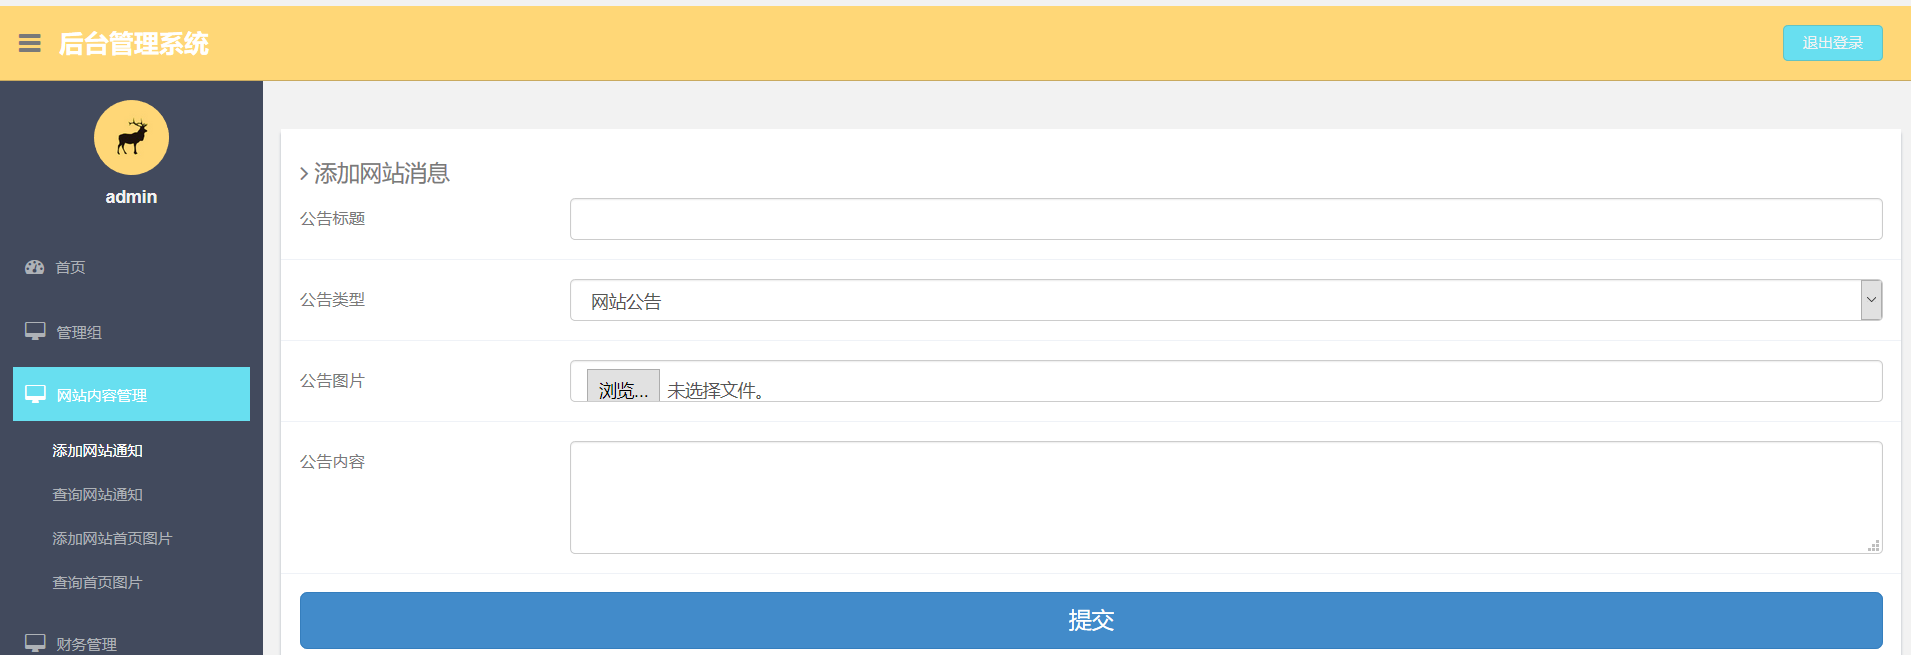 后台管理系统
退出登录
admin
首页
管理组
网站内容管理
添加网站通知
查询网站通知
添加网站首页图片
查询首页图片
财务管理
添加网站消息
公告标题
公告类型
网站公告
公告图片
浏览... 未选择文件。
公告内容
提交